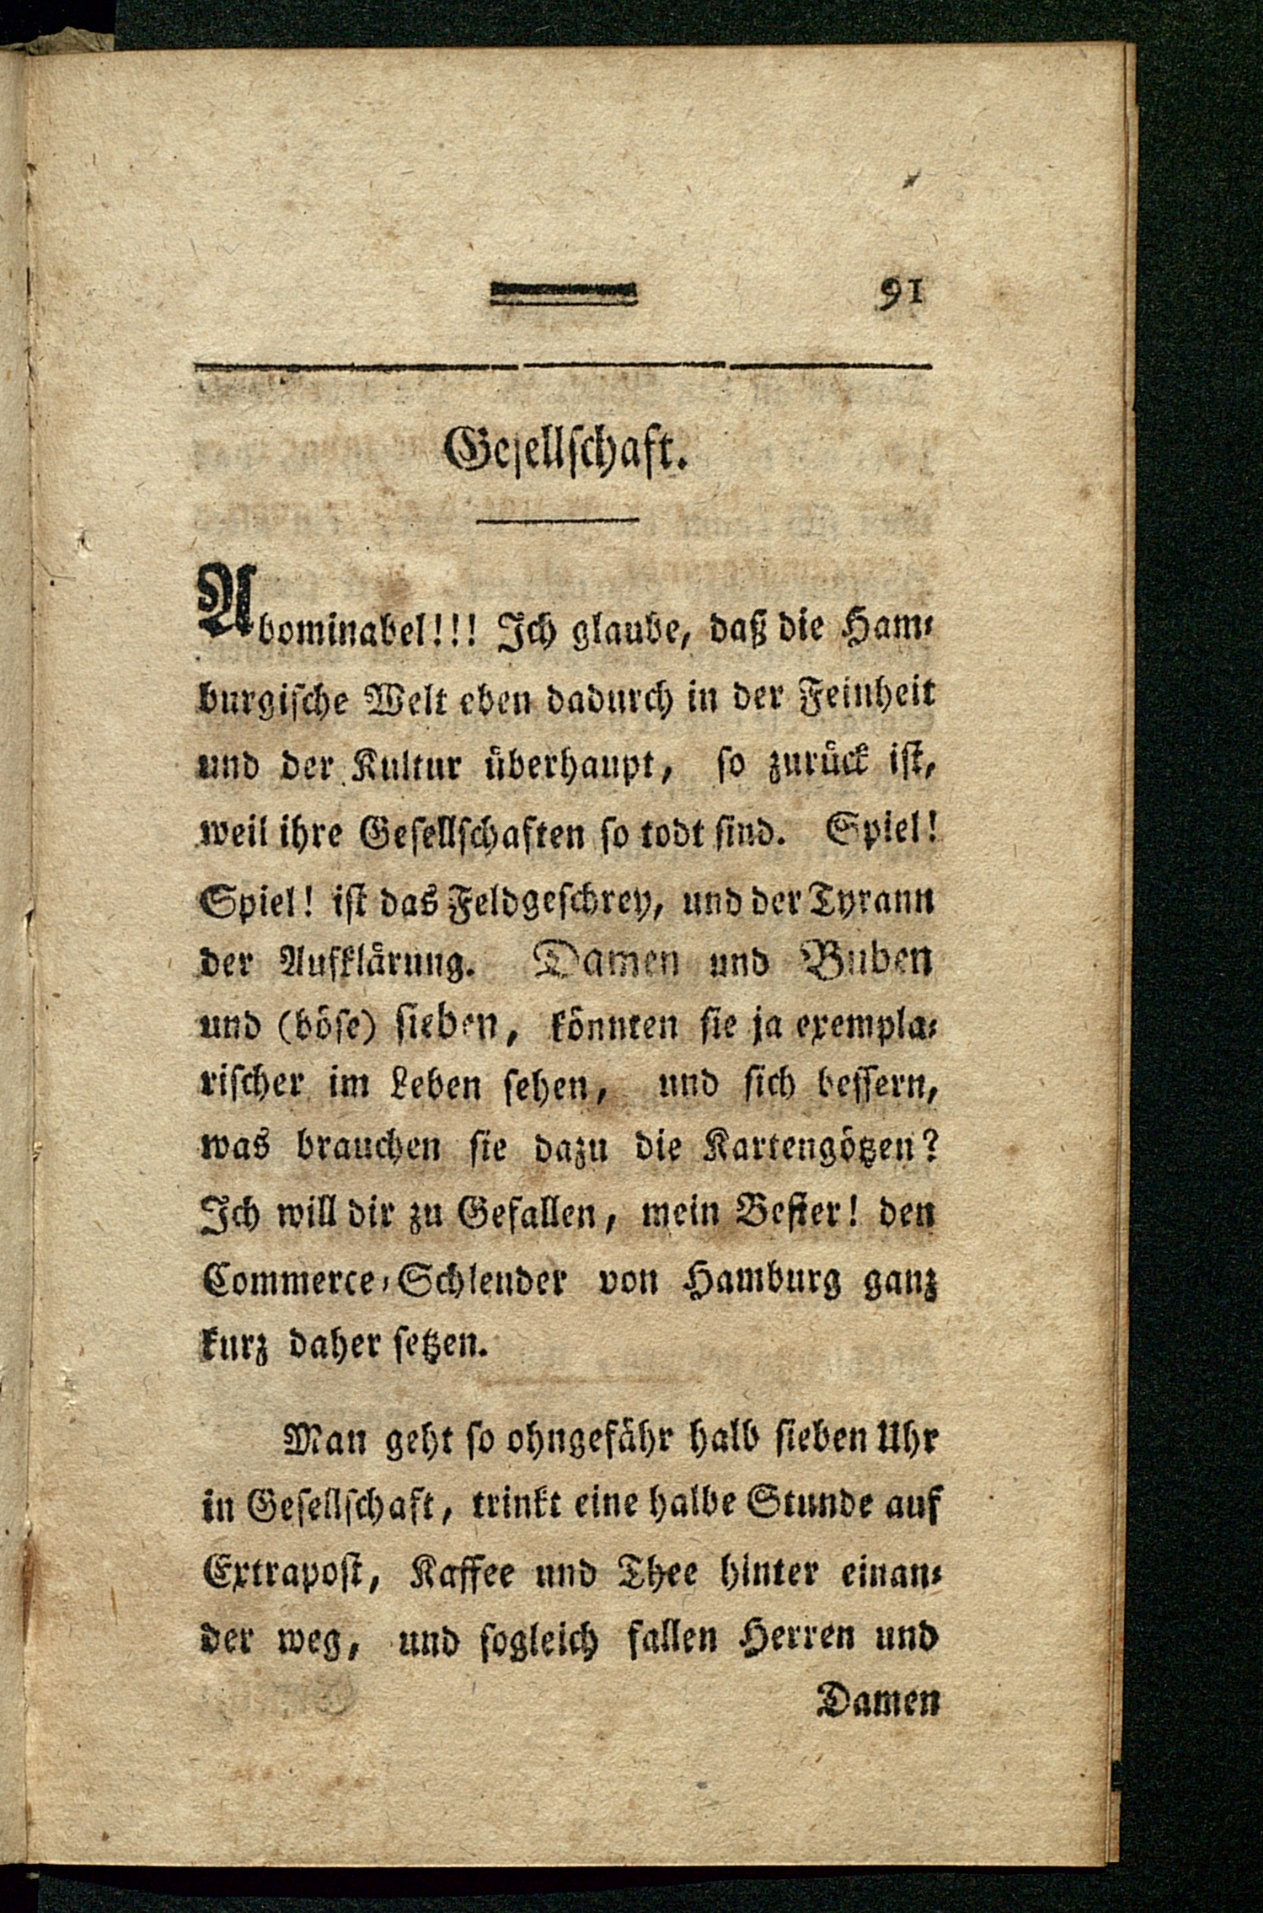 91
Gesellschaft.
Abominabel!!! Ich glaube, daß die Ham-
burgische Welt eben dadurch in der Feinheit
und der Kultur überhaupt, so zurück ist,
weil ihre Gesellschaften so todt sind. Spiel!
Spiel! ist das Feldgeschrey, und der Tyrann
der Aufklärung. Damen und Buben
und (böse) sieben, könnten sie ja exempla-
rischer im Leben sehen, und sich bessern,
was brauchen sie dazu die Kartengötzen?
Ich will dir zu Gefallen, mein Bester! den
Commerce-Schlender von Hamburg ganz
kurz daher setzen.
Man geht so ohngefähr halb sieben Uhr
in Gesellschaft, trinkt eine halbe Stunde auf
Extrapost, Kaffee und Thee hinter einan-
der weg, und sogleich fallen Herren und
Damen